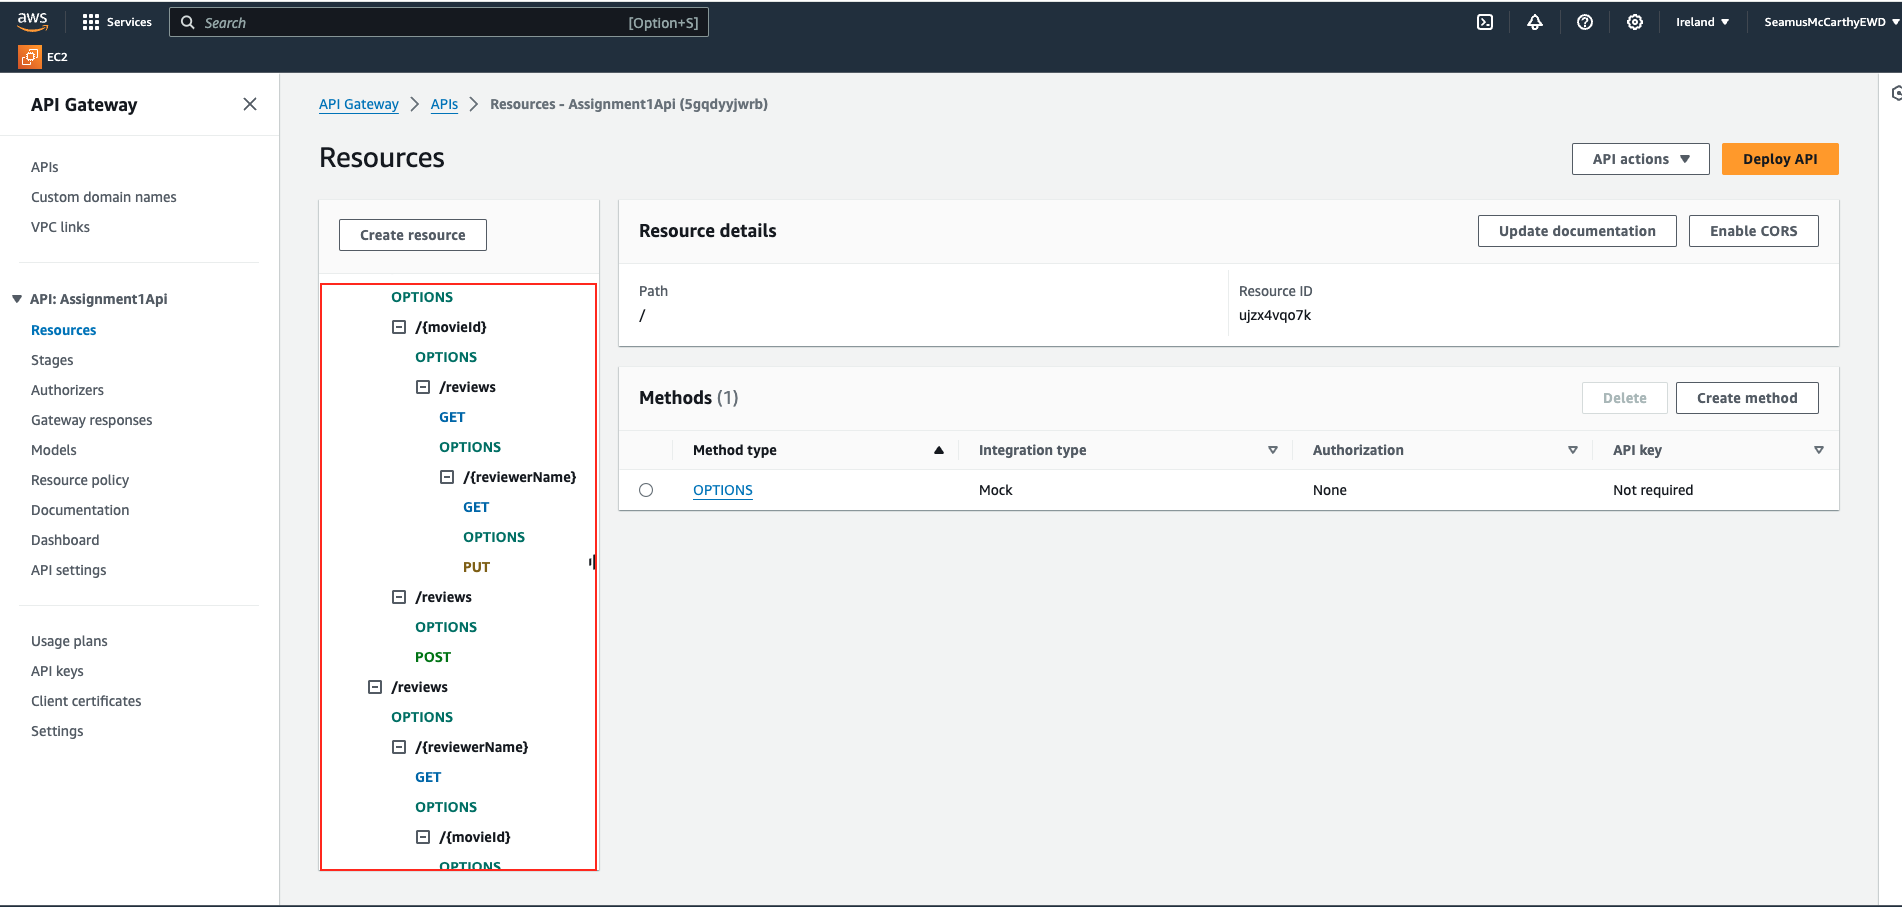 aws
Services
Search
[Option+S]
Ireland
SeamusMcCarthyEWD
EC2
API Gateway
APIs
Custom domain names
VPC links
API: Assignment1Api
Resources
Stages
Authorizers
Gateway responses
Models
Resource policy
Documentation
Dashboard
API settings
Usage plans
API keys
Client certificates
Settings
API Gateway > APIs > Resources - Assignment1Api (5gqdyyjwrb)
Resources
API actions
Deploy API
Create resource
OPTIONS
/{movieId}
OPTIONS
/reviews
GET
OPTIONS
/{reviewerName}
GET
OPTIONS
PUT
/reviews
OPTIONS
POST
/reviews
OPTIONS
/{reviewerName}
GET
OPTIONS
/{movieId}
OPTIONS
Resource details
Update documentation
Enable CORS
Path
/
Resource ID
ujzx4vqo7k
Methods (1)
Delete
Create method
Method type Integration type Authorization API key
OPTIONS Mock None Not required